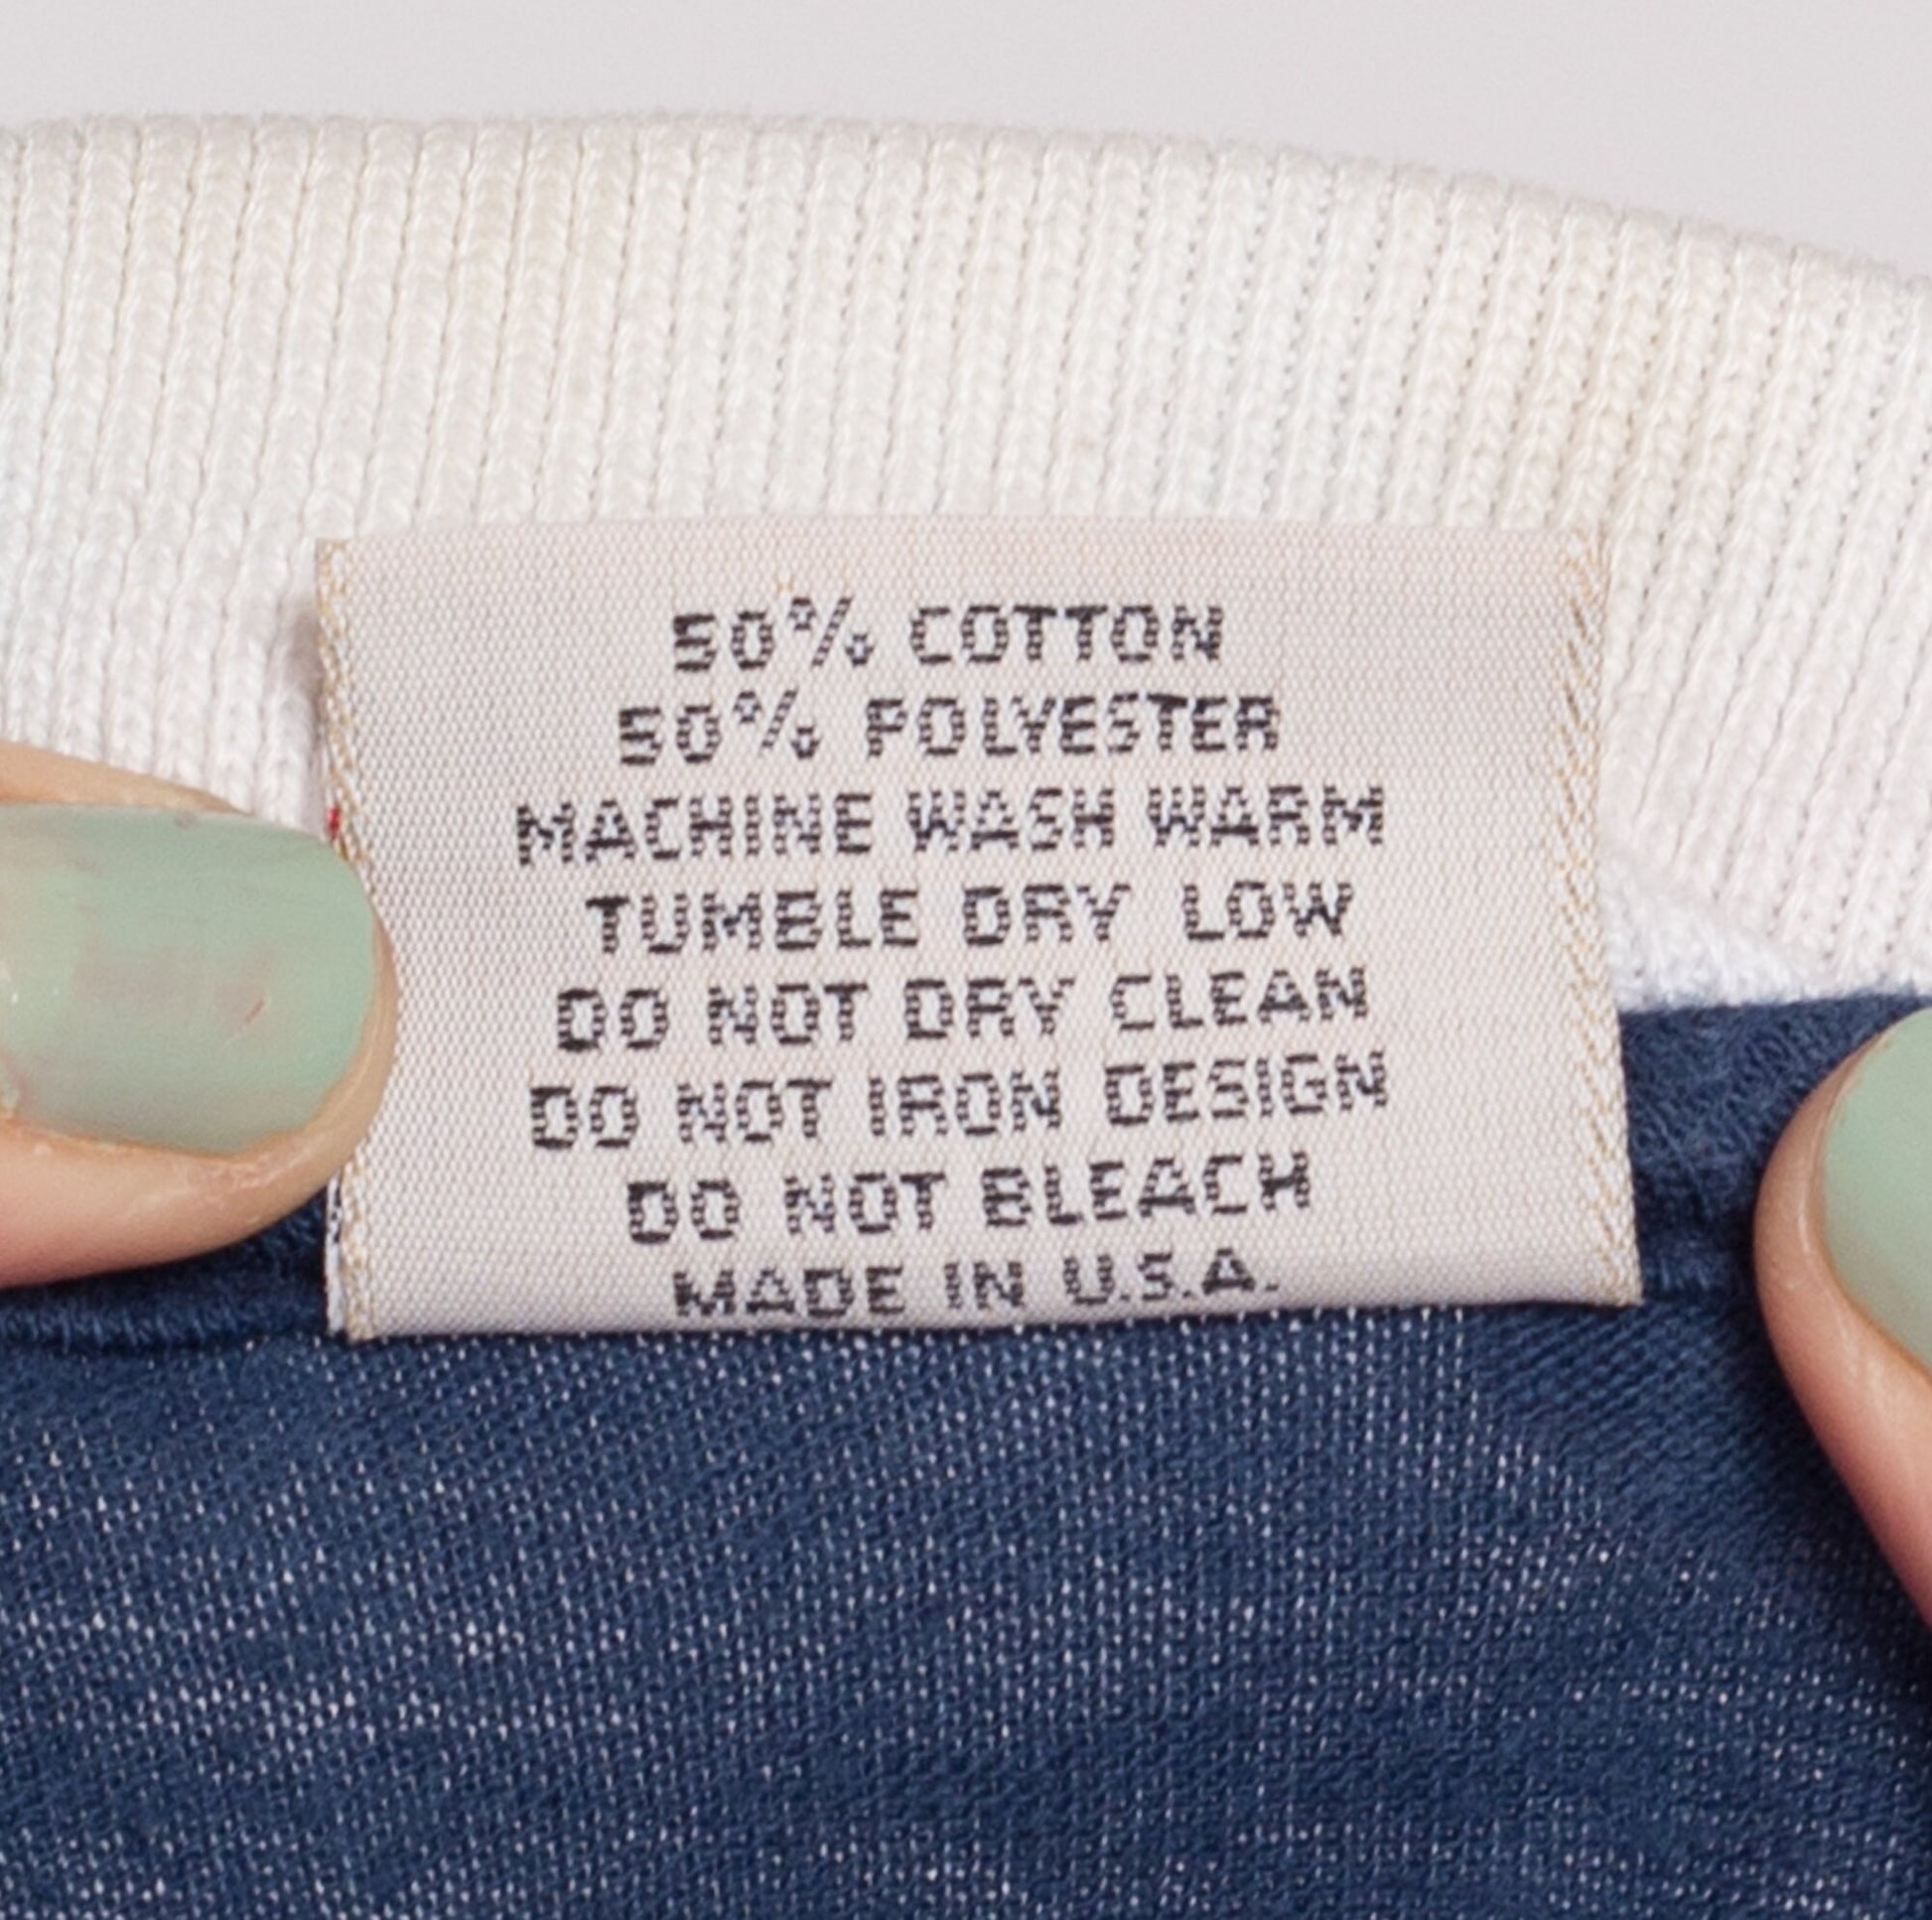 50% COTTON
50% POLYESTER
MACHINE WASH WARM
TUMBLE DRY LOW
DO NOT DRY CLEAN
DO NOT IRON DESIGN
DO NOT BLEACH
MADE IN U.S.A.